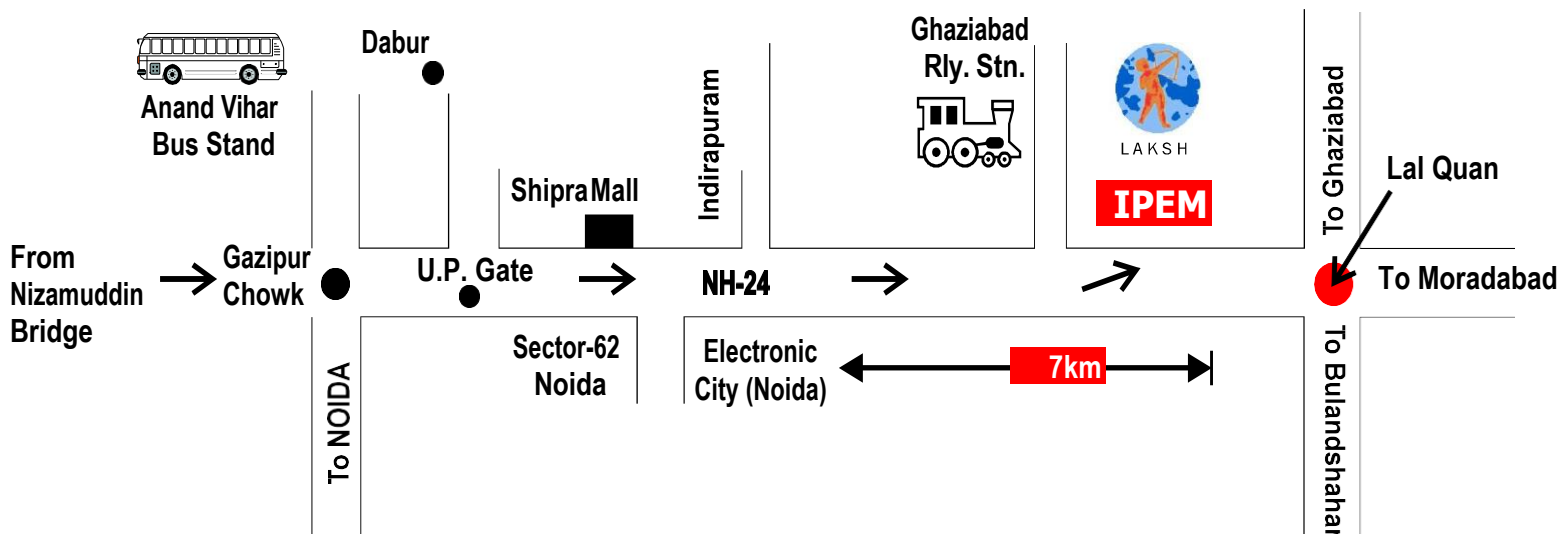 Dabur
Anand Vihar
Bus Stand
Ghaziabad
Rly. Stn.
LAKSH
IPEM
To Ghaziabad
Lal Quan
Indirapuram
Shipra Mall
From
Nizamuddin
Bridge
Gazipur
Chowk
U.P. Gate
NH-24
To Moradabad
Sector-62
Noida
Electronic
City (Noida)
7km
To NOIDA
To Bulandshahar